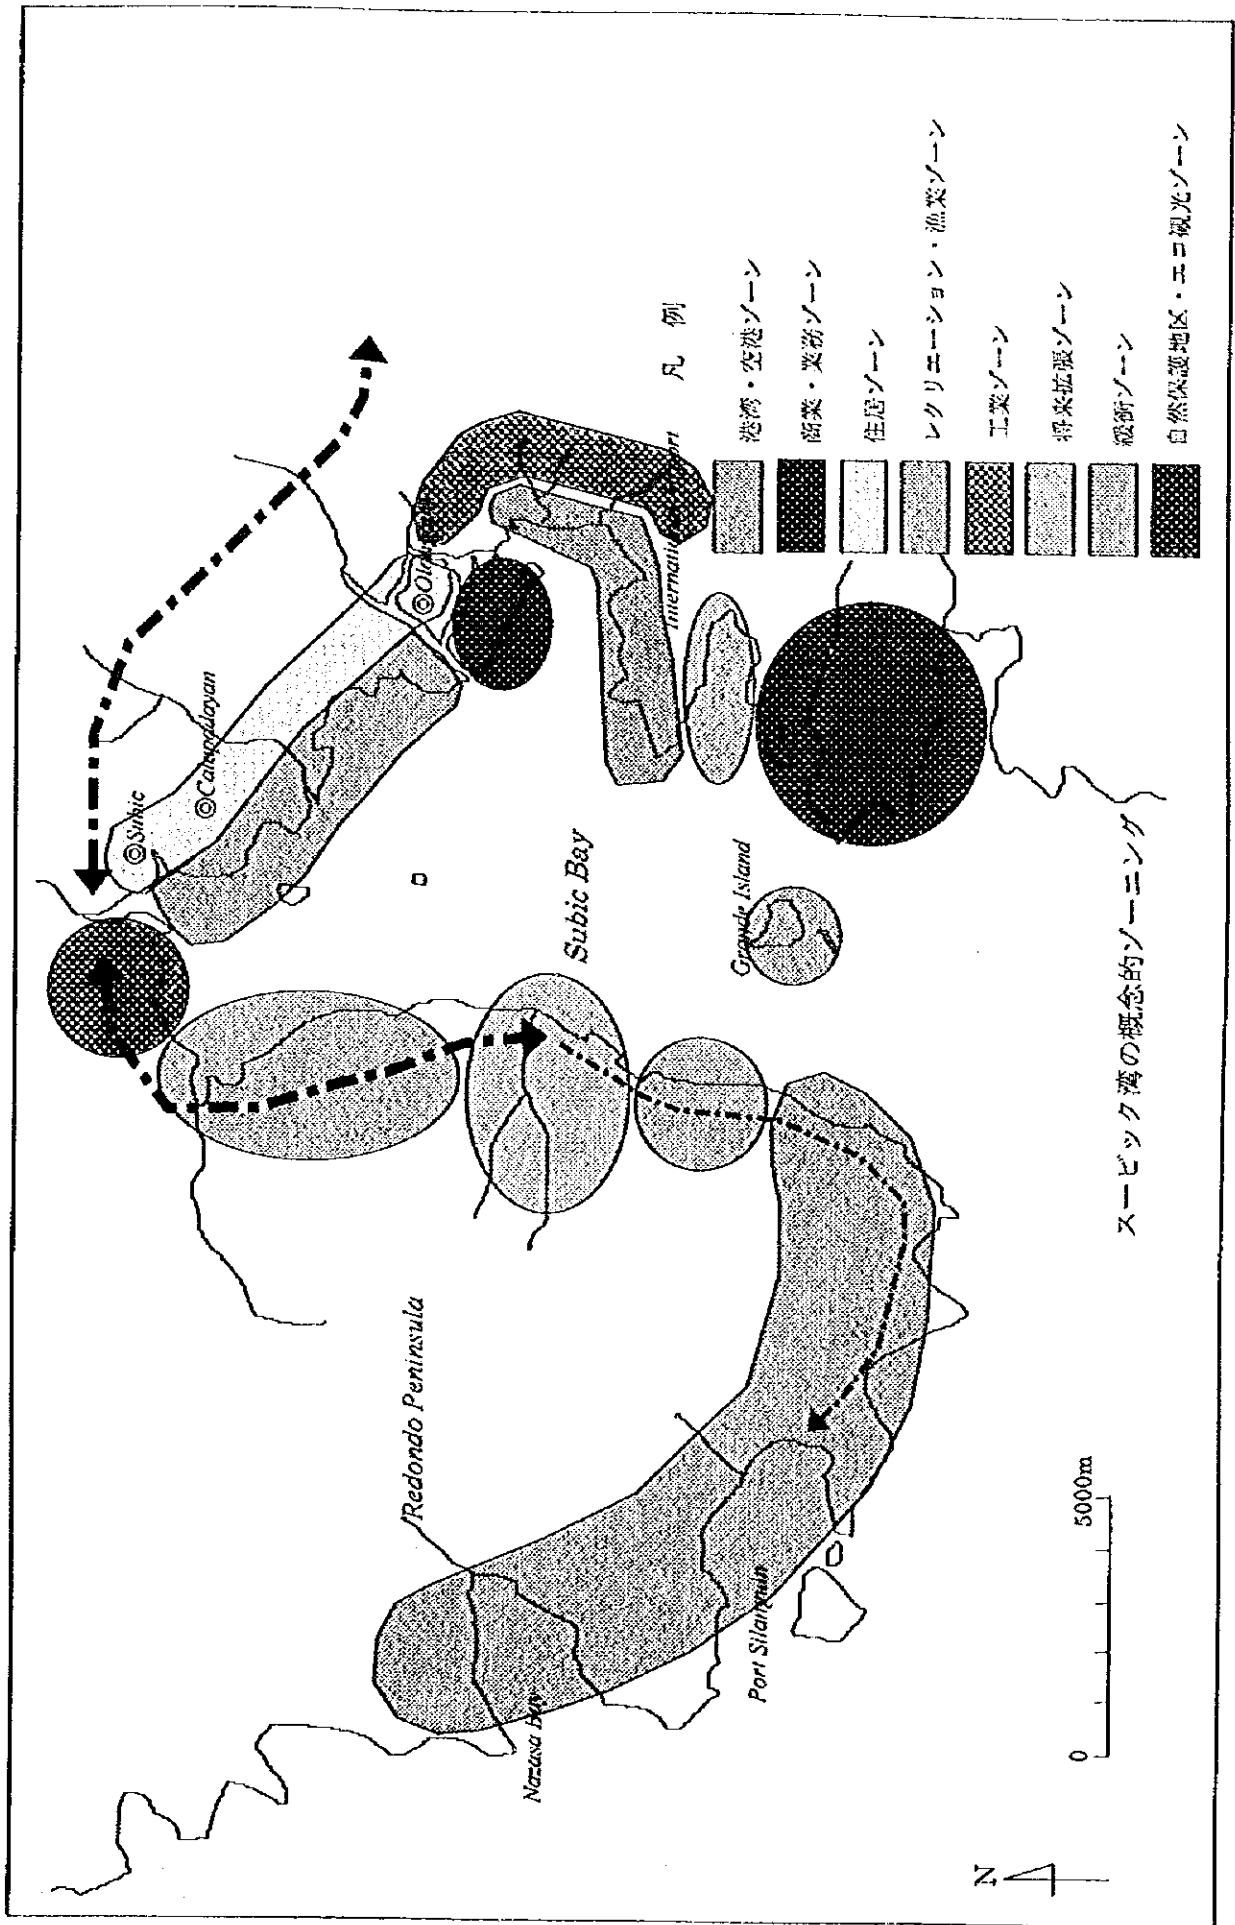 Subic
Calapadayan
Subic Bay
Grande Island
Redondo Peninsula
Nazasa Bay
Port Silanguin
凡 例
港湾・空港ゾーン
商業・業務ゾーン
住居ゾーン
レクリエーション・漁業ゾーン
工業ゾーン
将来拡張ゾーン
緩衝ゾーン
自然保護地区・エコ観光ゾーン
N
0
5000m
スービック湾の概念的ゾーニング